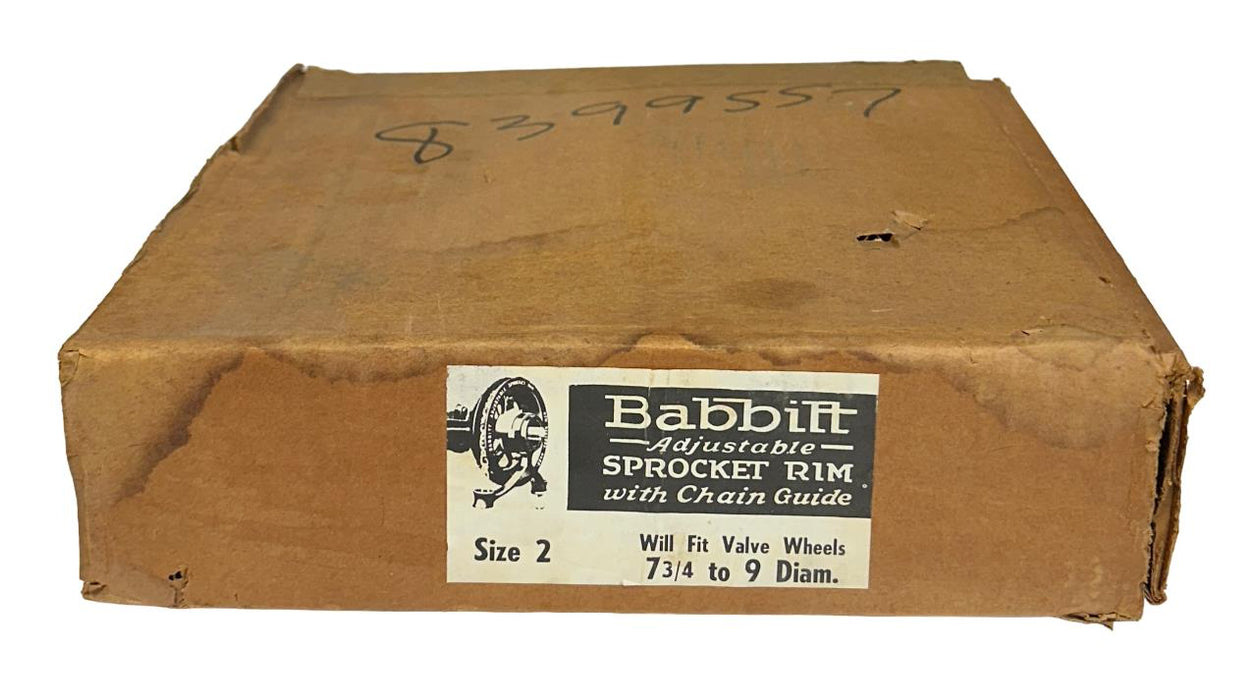 8399557
Babbitt
Adjustable
SPROCKET RIM
with Chain Guide
Size 2
Will Fit Valve Wheels
7 3/4 to 9 Diam.